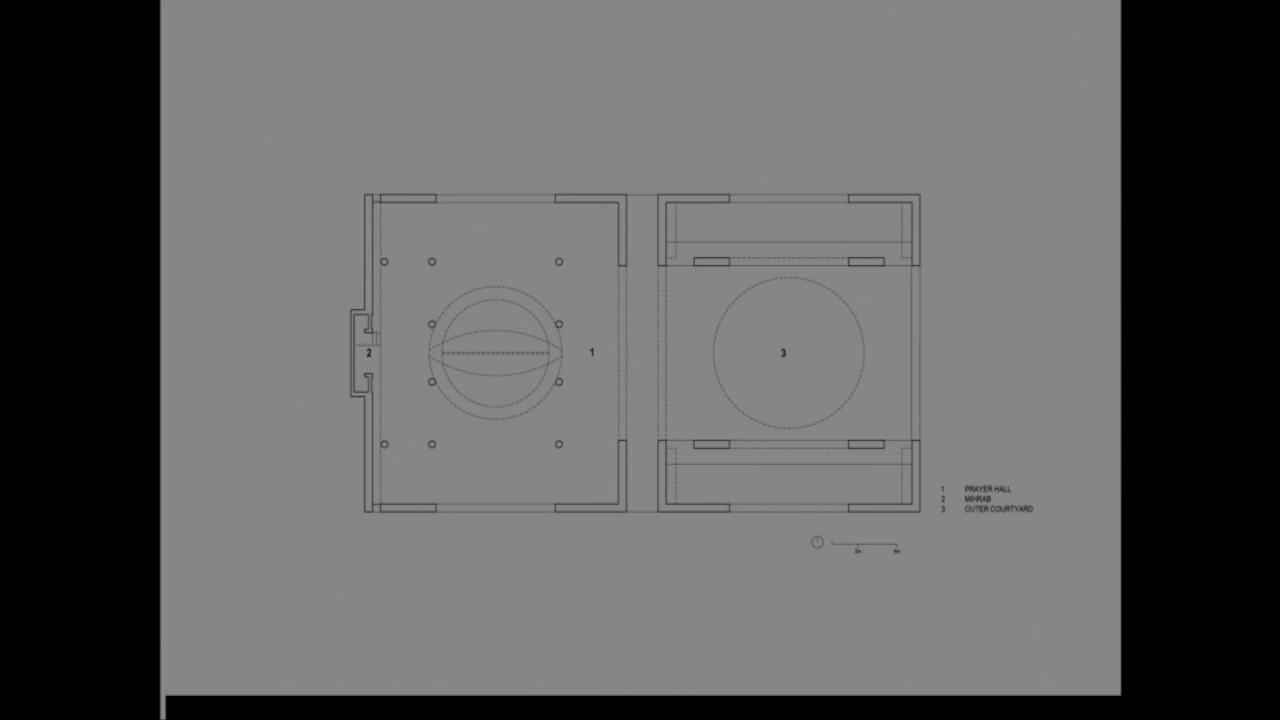 2
1
3
1 PRAYER HALL
2 MIHRAB
3 OUTER COURTYARD